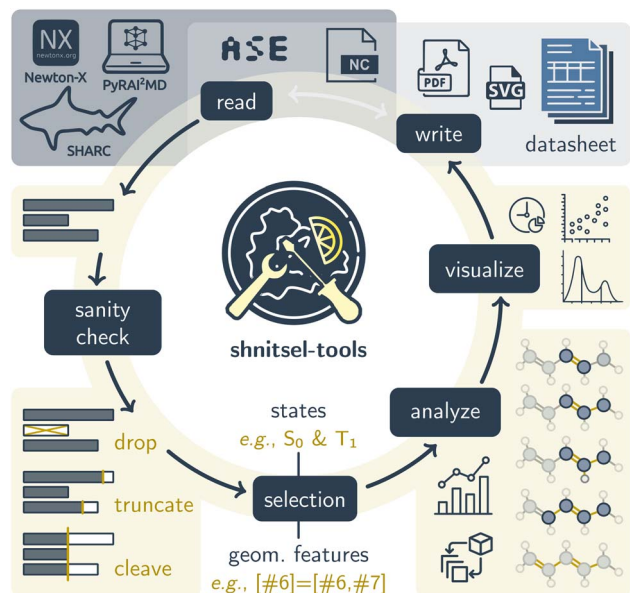 NX
newtonx.org
Newton-X
PyRAI²MD
SHARC
ASE
NC
read
PDF
SVG
write
datasheet
visualize
sanity
check
shnitsel-tools
analyze
states
e.g., S₀ & T₁
drop
selection
truncate
geom. features
cleave
e.g., [#6]=[#6,#7]